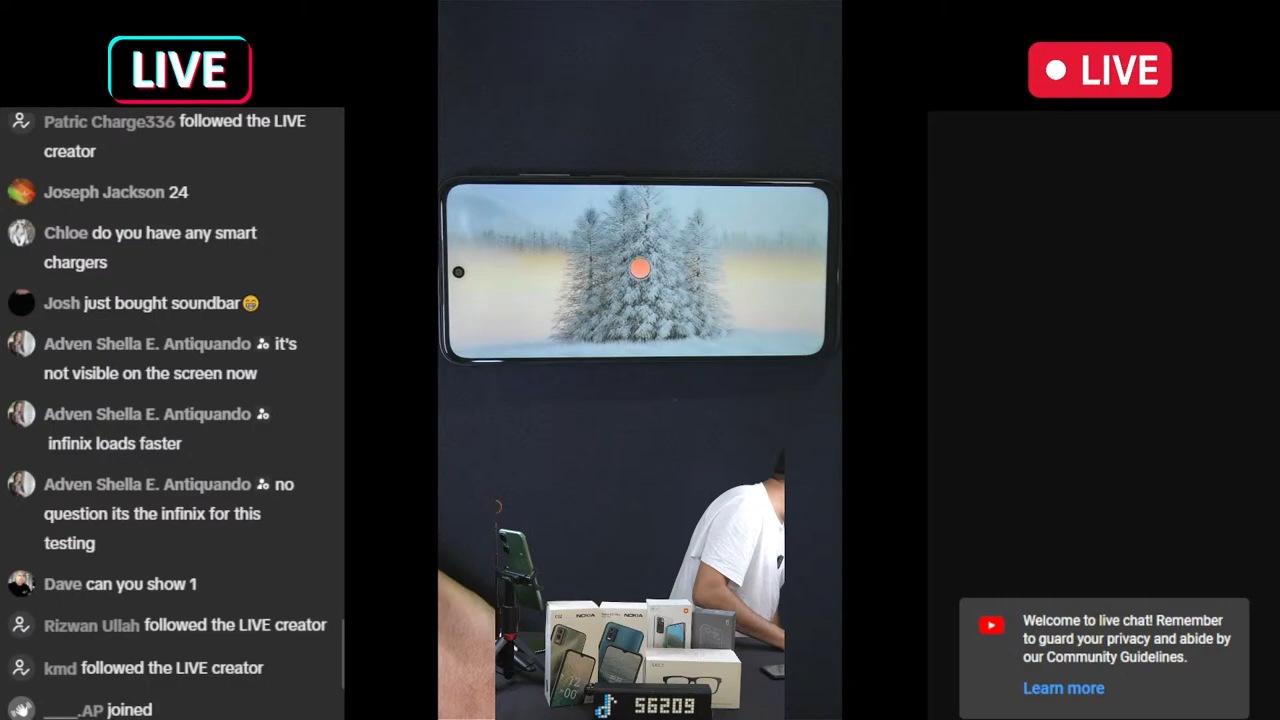 LIVE
Patric Charge336 followed the LIVE
creator
Joseph Jackson 24
Chloe do you have any smart
chargers
Josh just bought soundbar😁
Adven Shella E. Antiquando it's
not visible on the screen now
Adven Shella E. Antiquando
infinix loads faster
Adven Shella E. Antiquando no
question its the infinix for this
testing
Dave can you show 1
Rizwan Ullah followed the LIVE creator
kmd followed the LIVE creator
____.AP joined
NOKIA
NOKIA
12
00
56209
LIVE
Welcome to live chat! Remember
to guard your privacy and abide by
our Community Guidelines.
Learn more